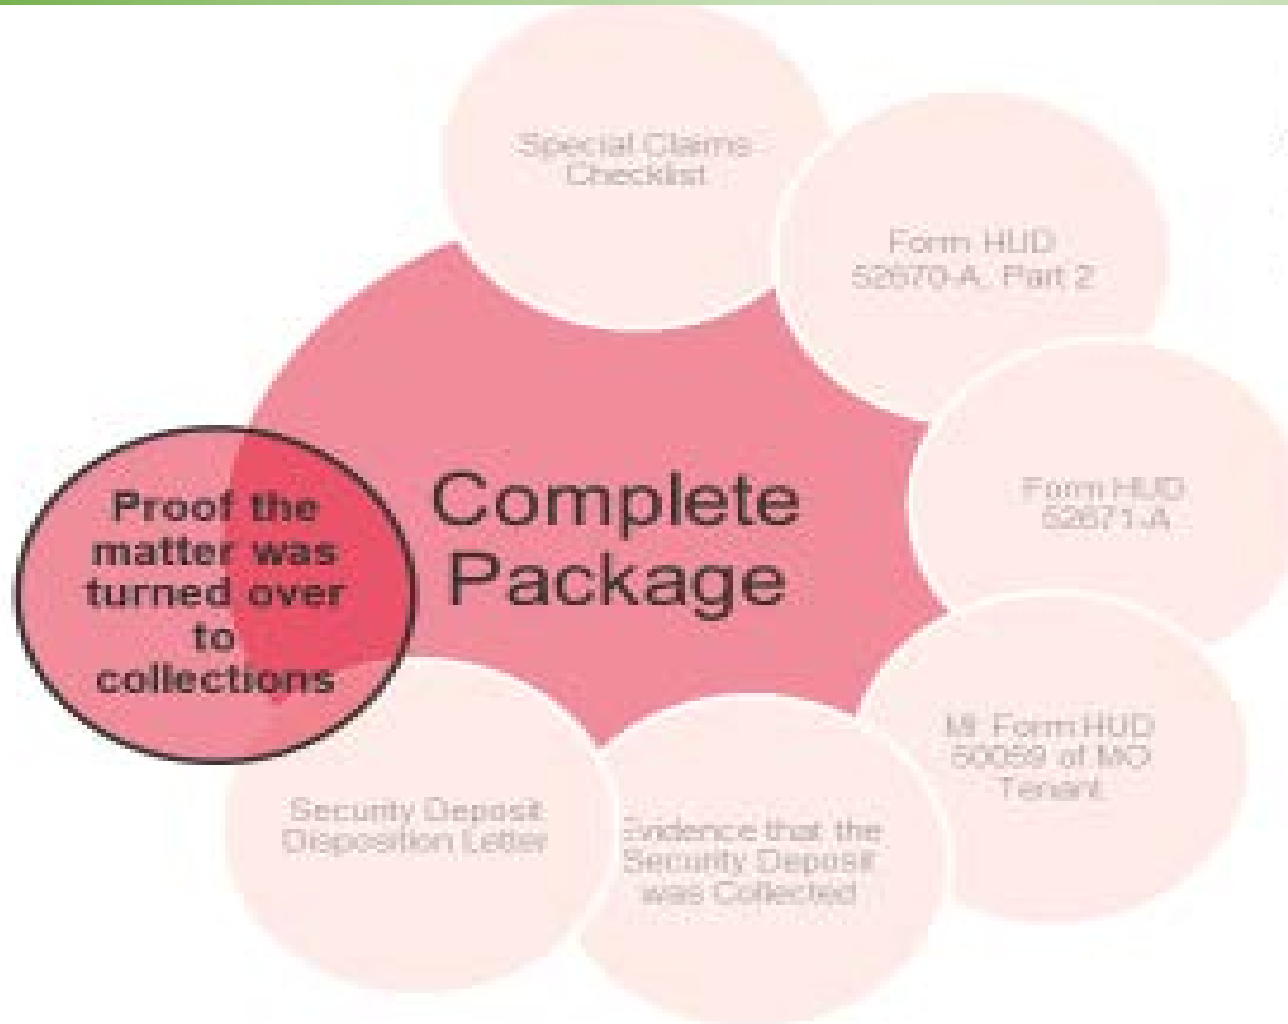 Special Claims
Checklist
Form HUD
52670-A, Part 2
Form HUD
52671-A
MI Form HUD
50059 of MO
Tenant
Evidence that the
Security Deposit
was Collected
Security Deposit
Disposition Letter
Proof the
matter was
turned over
to
collections
Complete
Package